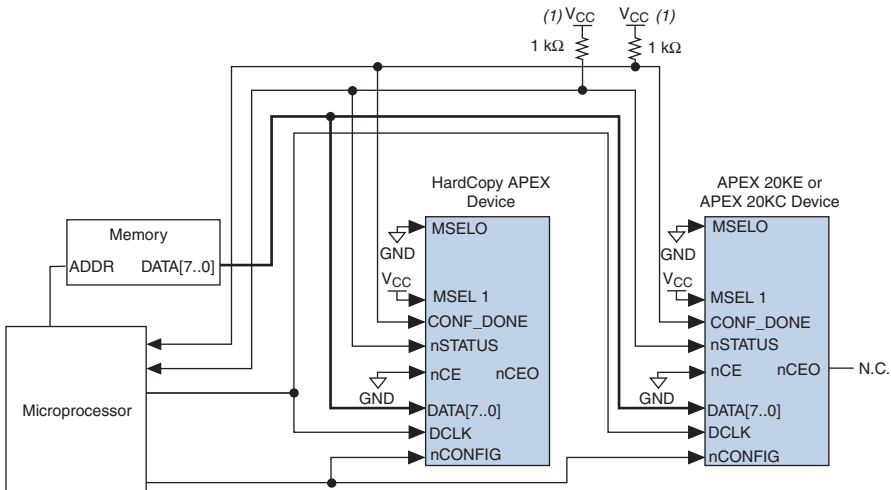 (1) VCC VCC (1)
1 kΩ 1 kΩ
HardCopy APEX
Device
APEX 20KE or
APEX 20KC Device
Memory
ADDR DATA[7..0]
Microprocessor
MSELO
GND
VCC
MSEL 1
CONF_DONE
nSTATUS
nCE nCEO
GND
DATA[7..0]
DCLK
nCONFIG
MSELO
GND
VCC
MSEL 1
CONF_DONE
nSTATUS
nCE nCEO N.C.
GND
DATA[7..0]
DCLK
nCONFIG